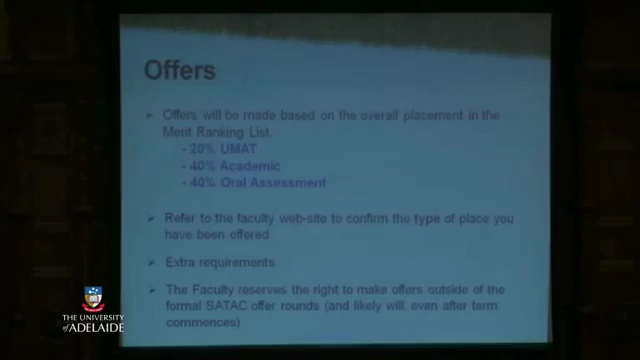 Offers
Offers will be made based on the overall placement in the
Merit Ranking List.
- 20% UMAT
- 40% Academic
- 40% Oral Assessment
Refer to the faculty web-site to confirm the type of place you
have been offered
Extra requirements
The Faculty reserves the right to make offers outside of the
formal SATAC offer rounds (and likely will, even after term
commences)
THE UNIVERSITY
of ADELAIDE